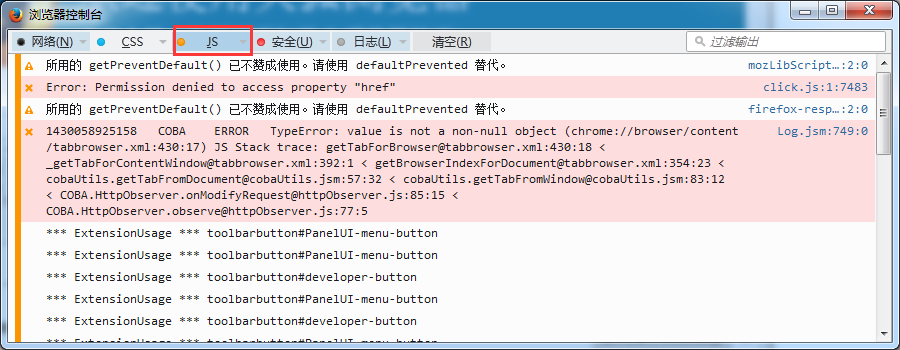 浏览器控制台
网络(N) CSS JS 安全(U) 日志(L) 清空(R) 过滤输出
所用的 getPreventDefault() 已不赞成使用。请使用 defaultPrevented 替代。 mozLibScript…:2:0
Error: Permission denied to access property "href" click.js:1:7483
所用的 getPreventDefault() 已不赞成使用。请使用 defaultPrevented 替代。 firefox-resp…:2:0
1430058925158 COBA ERROR TypeError: value is not a non-null object (chrome://browser/content Log.jsm:749:0
/tabbrowser.xml:430:17) JS Stack trace: getTabForBrowser@tabbrowser.xml:430:18 <
_getTabForContentWindow@tabbrowser.xml:392:1 < getBrowserIndexForDocument@tabbrowser.xml:354:23 <
cobaUtils.getTabFromDocument@cobaUtils.jsm:57:32 < cobaUtils.getTabFromWindow@cobaUtils.jsm:83:12
< COBA.HttpObserver.onModifyRequest@httpObserver.js:85:15 <
COBA.HttpObserver.observe@httpObserver.js:77:5
*** ExtensionUsage *** toolbarbutton#PanelUI-menu-button
*** ExtensionUsage *** toolbarbutton#PanelUI-menu-button
*** ExtensionUsage *** toolbarbutton#developer-button
*** ExtensionUsage *** toolbarbutton#PanelUI-menu-button
*** ExtensionUsage *** toolbarbutton#developer-button
*** ExtensionUsage *** toolbarbutton#PanelUI-menu-button